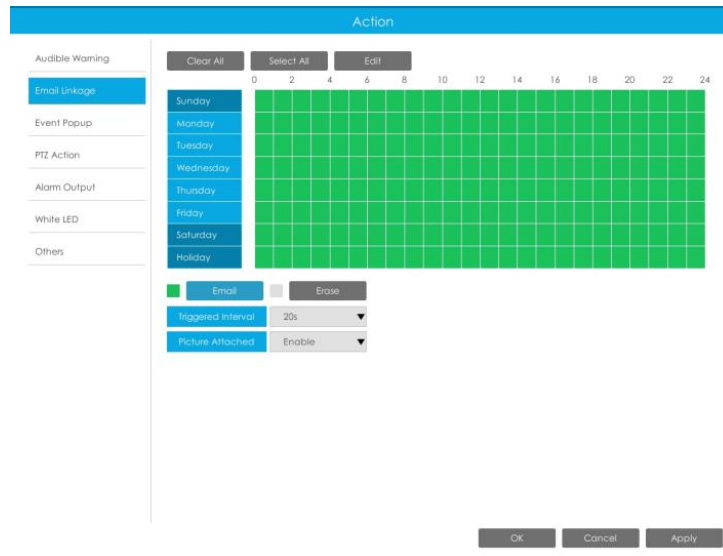 Action
Audible Warning
Email Linkage
Event Popup
PTZ Action
Alarm Output
White LED
Others
Clear All Select All Edit
0 2 4 6 8 10 12 14 16 18 20 22 24
Sunday
Monday
Tuesday
Wednesday
Thursday
Friday
Saturday
Holiday
Email Erase
Triggered Interval 20s
Picture Attached Enable
OK Cancel Apply